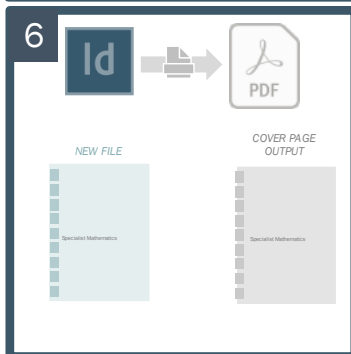 6
Id
PDF
NEW FILE
COVER PAGE
OUTPUT
Specialist Mathematics
Specialist Mathematics